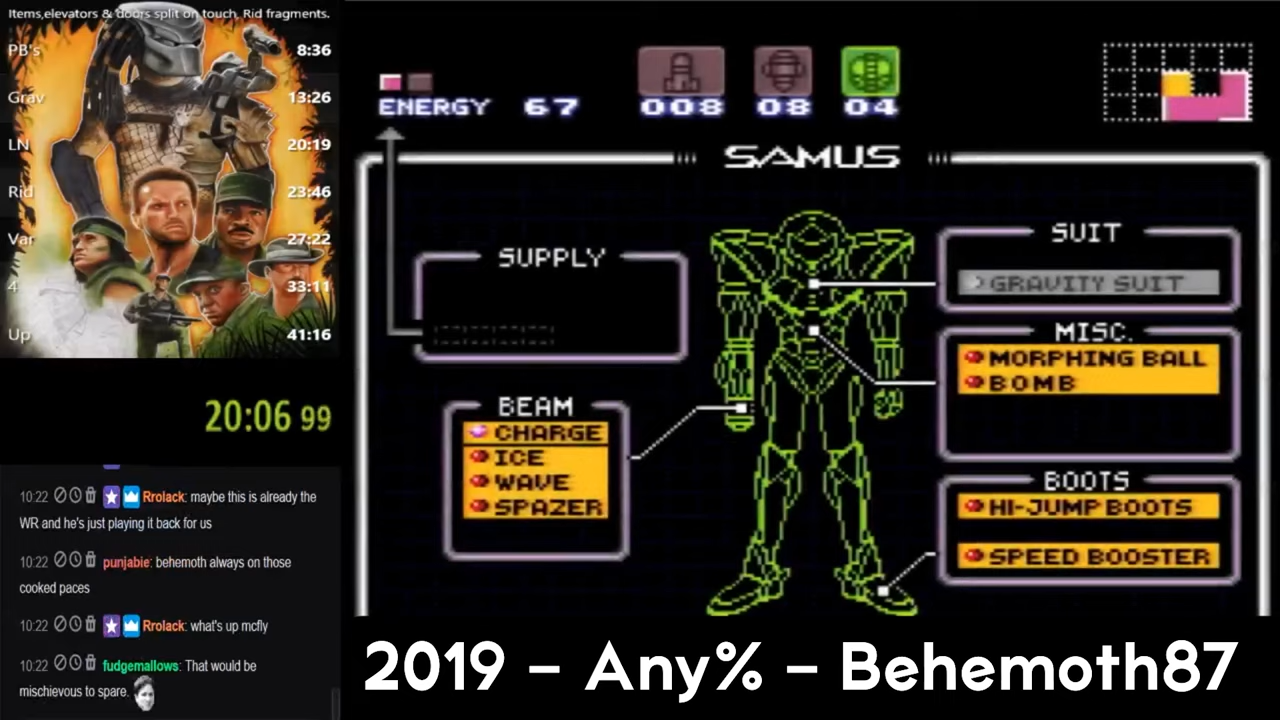 Items,elevators & doors split on touch, Rid fragments.
PB's 8:36
Grav 13:26
LN 20:19
Rid 23:46
Var 27:22
4 33:11
Up 41:16
20:06 99
10:22 Rrolack: maybe this is already the
WR and he's just playing it back for us
10:22 punjabie: behemoth always on those
cooked paces
10:22 Rrolack: what's up mcfly
10:22 fudgemallows: That would be
mischievous to spare.
ENERGY 67 008 08 04
SAMUS
SUPPLY
BEAM
CHARGE
ICE
WAVE
SPAZER
SUIT
GRAVITY SUIT
MISC.
MORPHING BALL
BOMB
BOOTS
HI-JUMP BOOTS
SPEED BOOSTER
2019 – Any% – Behemoth87